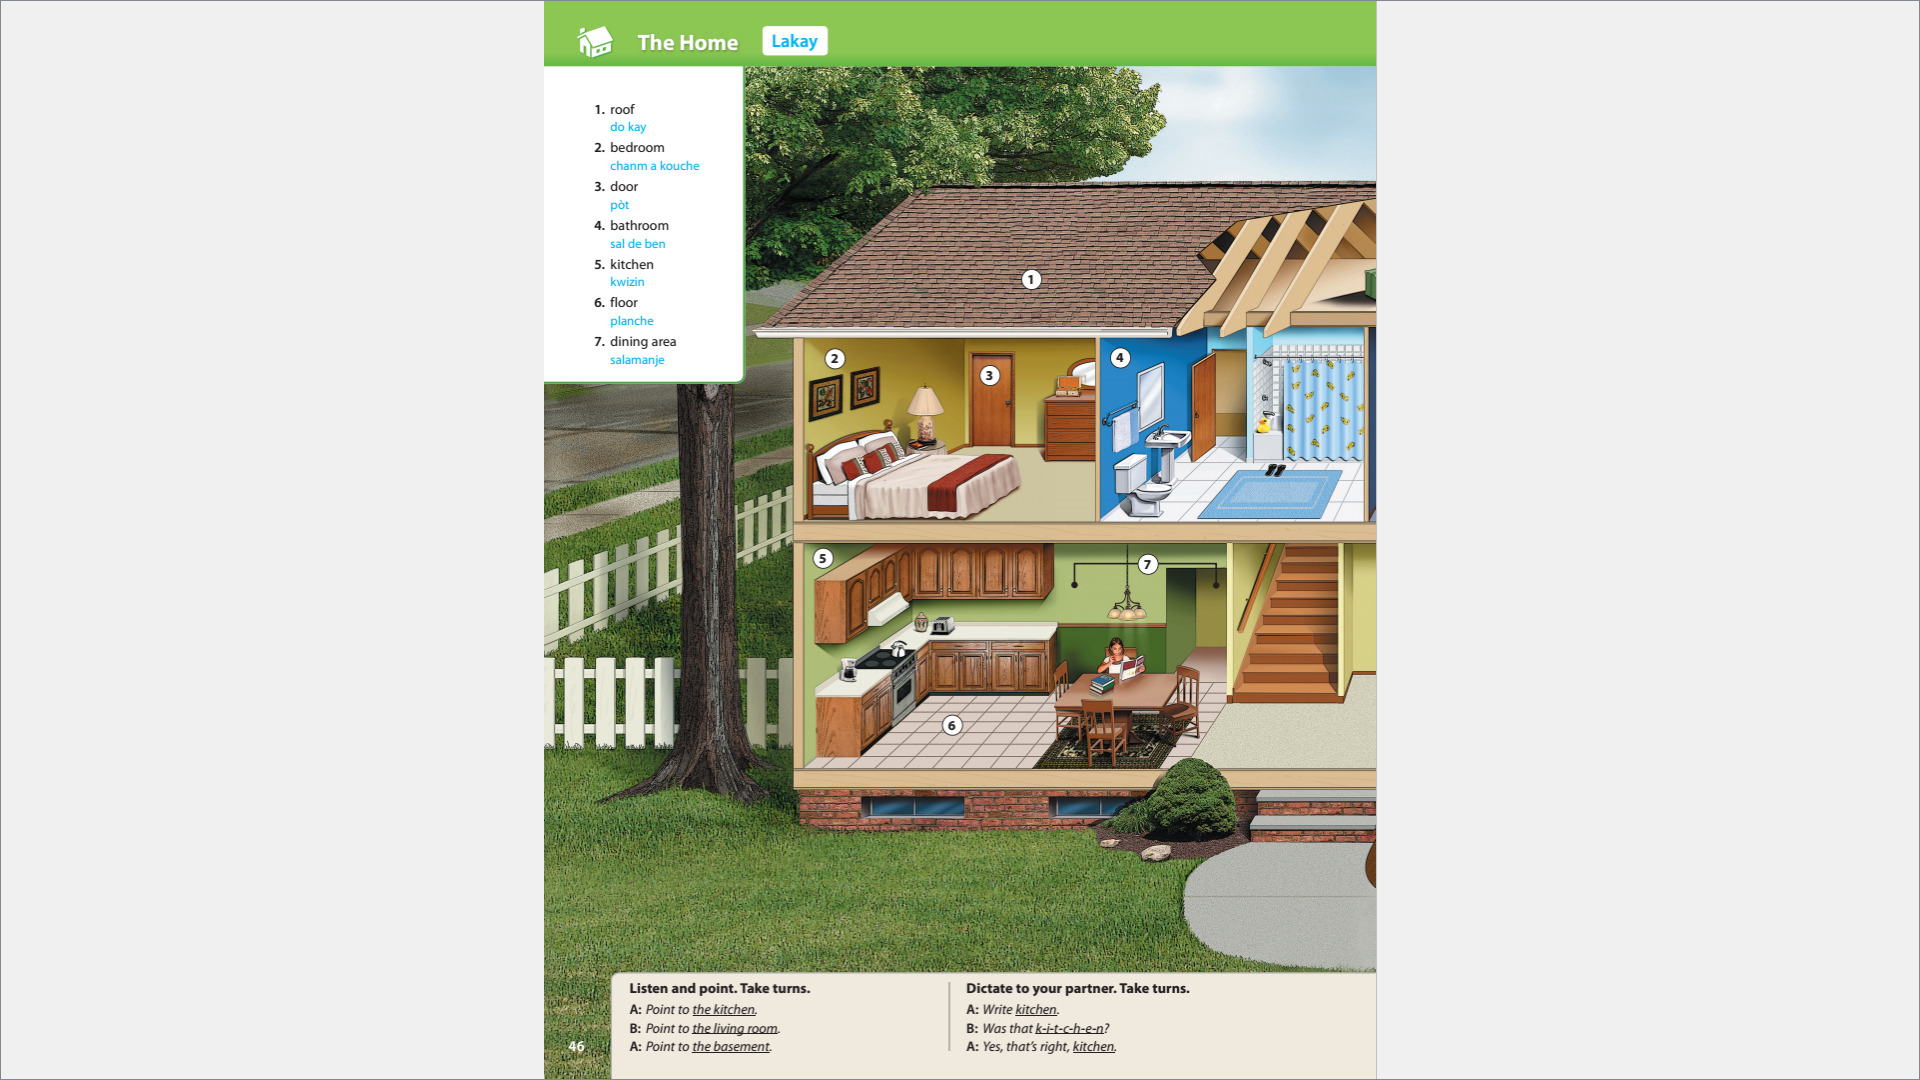 The Home Lakay
1. roof
do kay
2. bedroom
chanm a kouche
3. door
pòt
4. bathroom
sal de ben
5. kitchen
kwizin
6. floor
planche
7. dining area
salamanje
1
2
3
4
5
7
6
Listen and point. Take turns.
A: Point to the kitchen.
B: Point to the living room.
A: Point to the basement.
Dictate to your partner. Take turns.
A: Write kitchen.
B: Was that k-i-t-c-h-e-n?
A: Yes, that's right, kitchen.
46